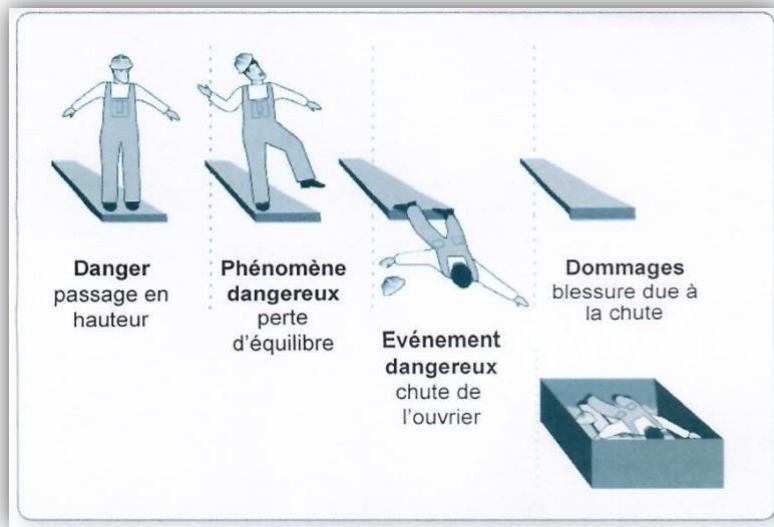 Danger
passage en
hauteur
Phénomène
dangereux
perte
d'équilibre
Evénement
dangereux
chute de
l'ouvrier
Dommages
blessure due à
la chute